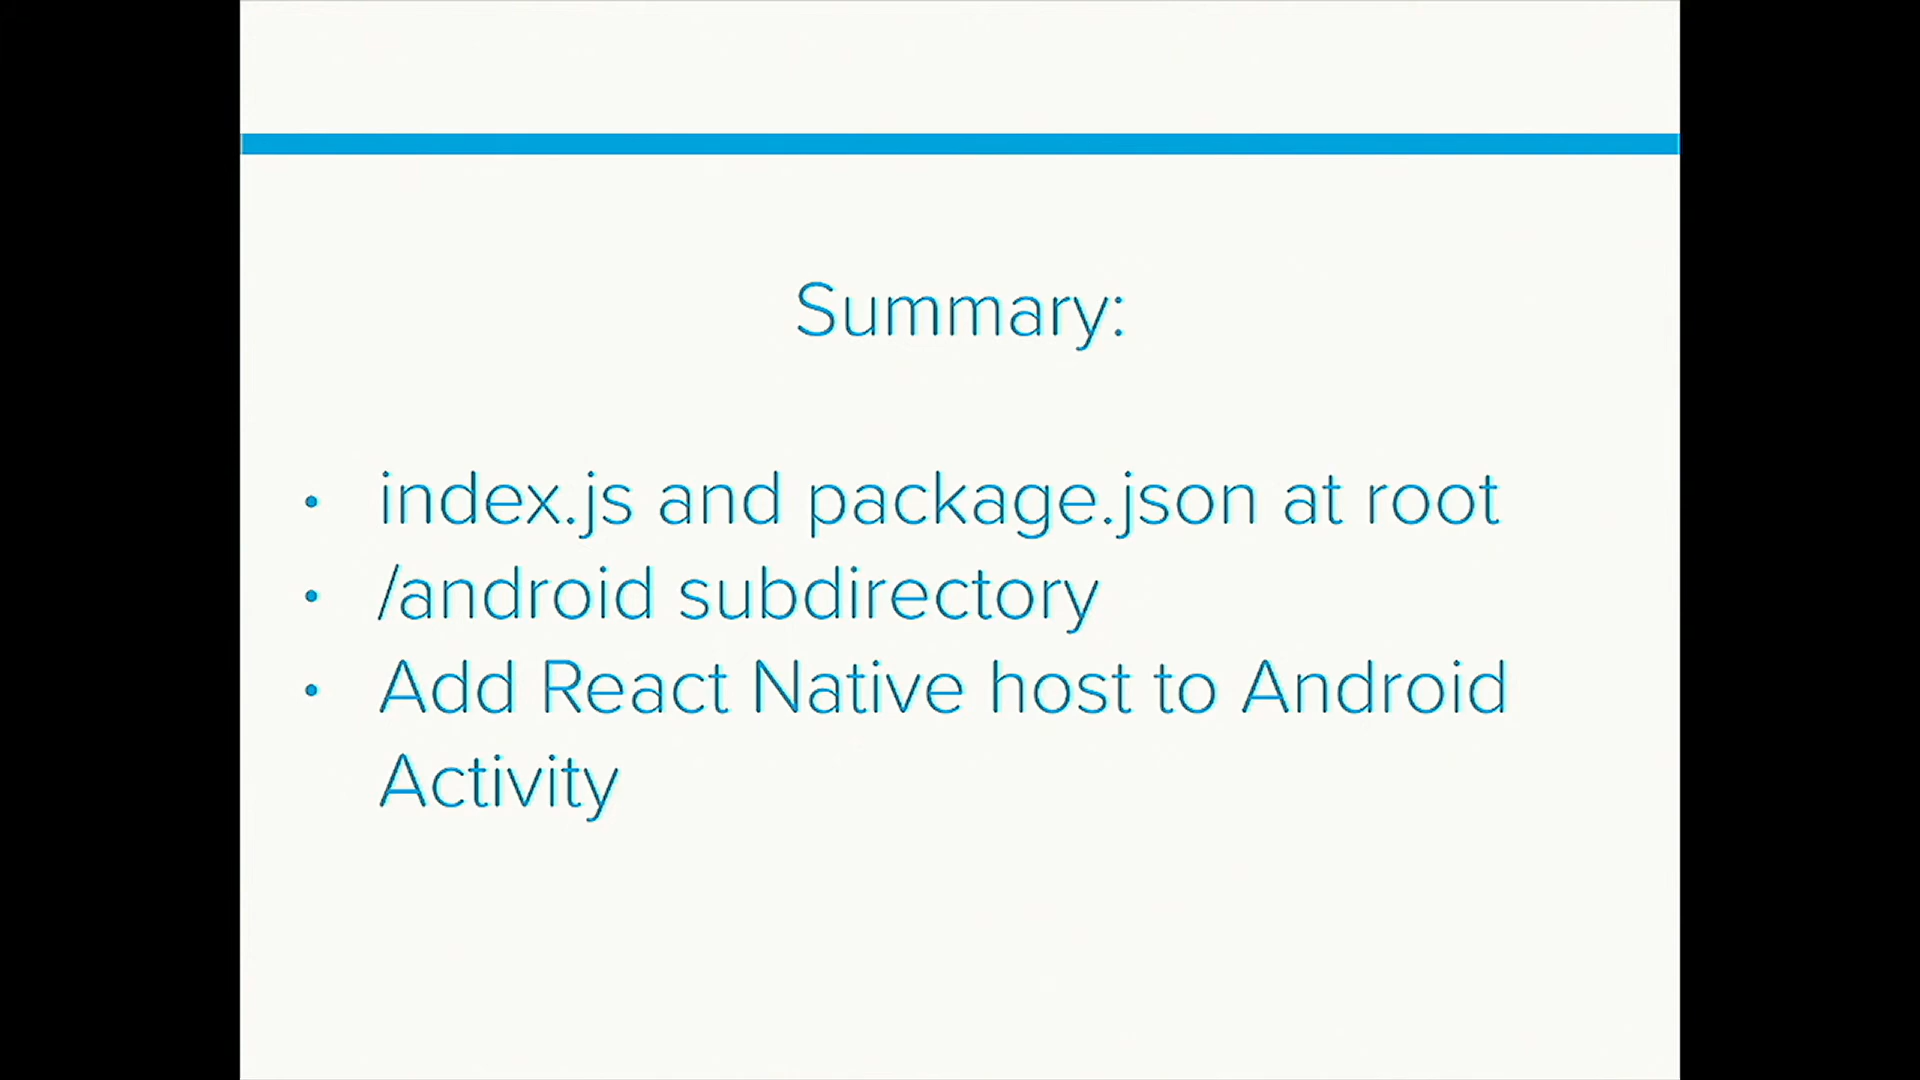 Summary:
• index.js and package.json at root
• /android subdirectory
• Add React Native host to Android
Activity